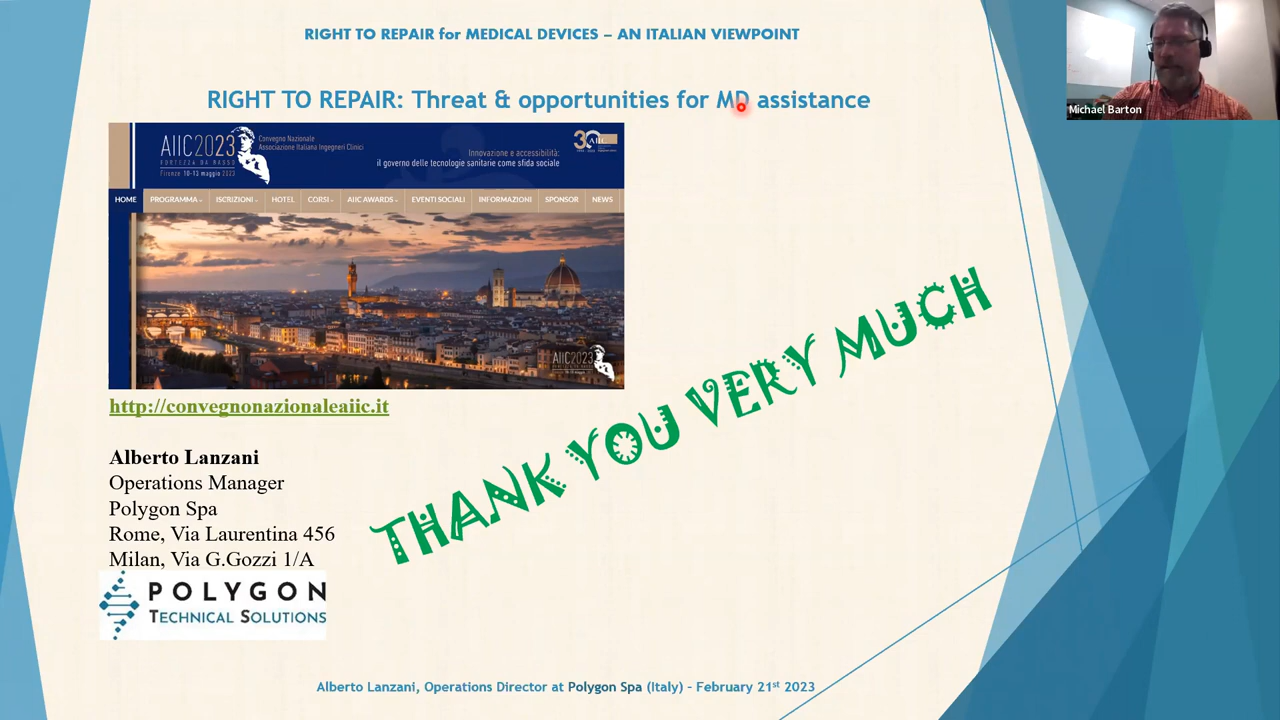 RIGHT TO REPAIR for MEDICAL DEVICES – AN ITALIAN VIEWPOINT
Michael Barton
RIGHT TO REPAIR: Threat & opportunities for MD assistance
AIIC2023
FORTEZZA DA BASSO
Firenze 10-13 maggio 2023
Convegno Nazionale
Associazione Italiana Ingegneri Clinici
Innovazione e accessibilità:
il governo delle tecnologie sanitarie come sfida sociale
30 AIIC
HOME PROGRAMMA ISCRIZIONI HOTEL CORSI AIIC AWARDS EVENTI SOCIALI INFORMAZIONI SPONSOR NEWS
AIIC2023
http://convegnonazionaleaiic.it
THANK YOU VERY MUCH
Alberto Lanzani
Operations Manager
Polygon Spa
Rome, Via Laurentina 456
Milan, Via G.Gozzi 1/A
POLYGON
TECHNICAL SOLUTIONS
Alberto Lanzani, Operations Director at Polygon Spa (Italy) - February 21st 2023